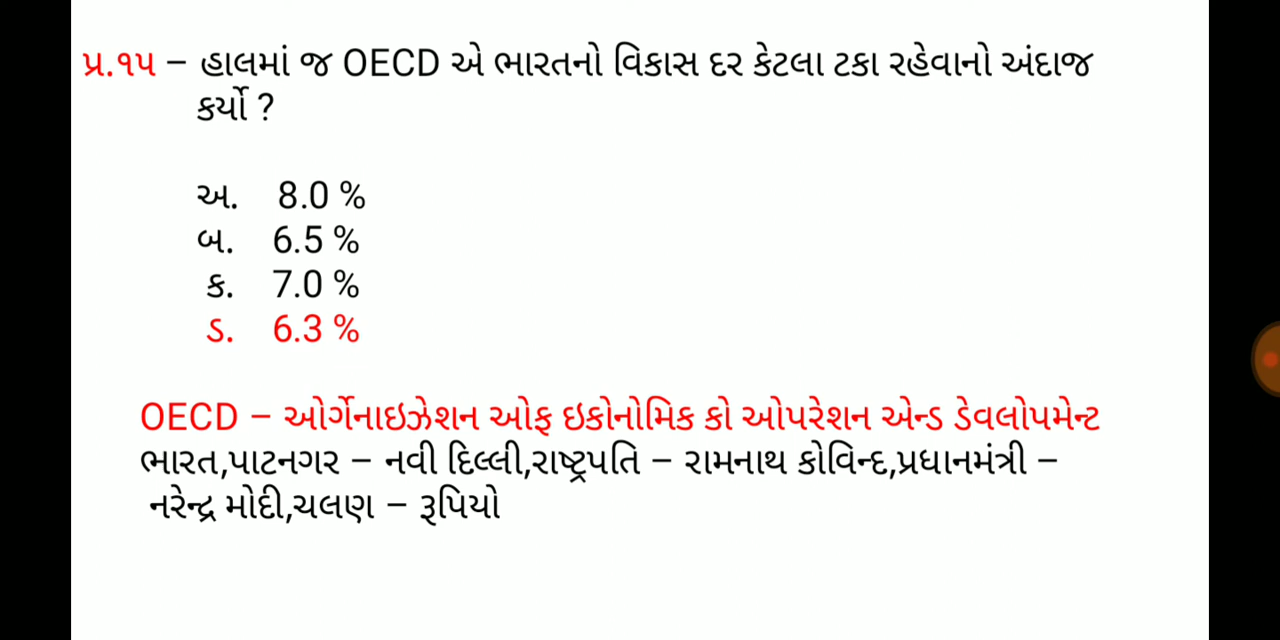 પ્ર.૧૫ – હાલમાં જ OECD એ ભારતનો વિકાસ દર કેટલા ટકા રહેવાનો અંદાજ
કર્યો ?
અ. 8.0 %
બ. 6.5 %
ક. 7.0 %
ડ. 6.3 %
OECD – ઓર્ગેનાઇઝેશન ઓફ ઇકોનોમિક કો ઓપરેશન એન્ડ ડેવલોપમેન્ટ
ભારત,પાટનગર – નવી દિલ્લી,રાષ્ટ્રપતિ – રામનાથ કોવિન્દ,પ્રધાનમંત્રી –
નરેન્દ્ર મોદી,ચલણ – રૂપિયો